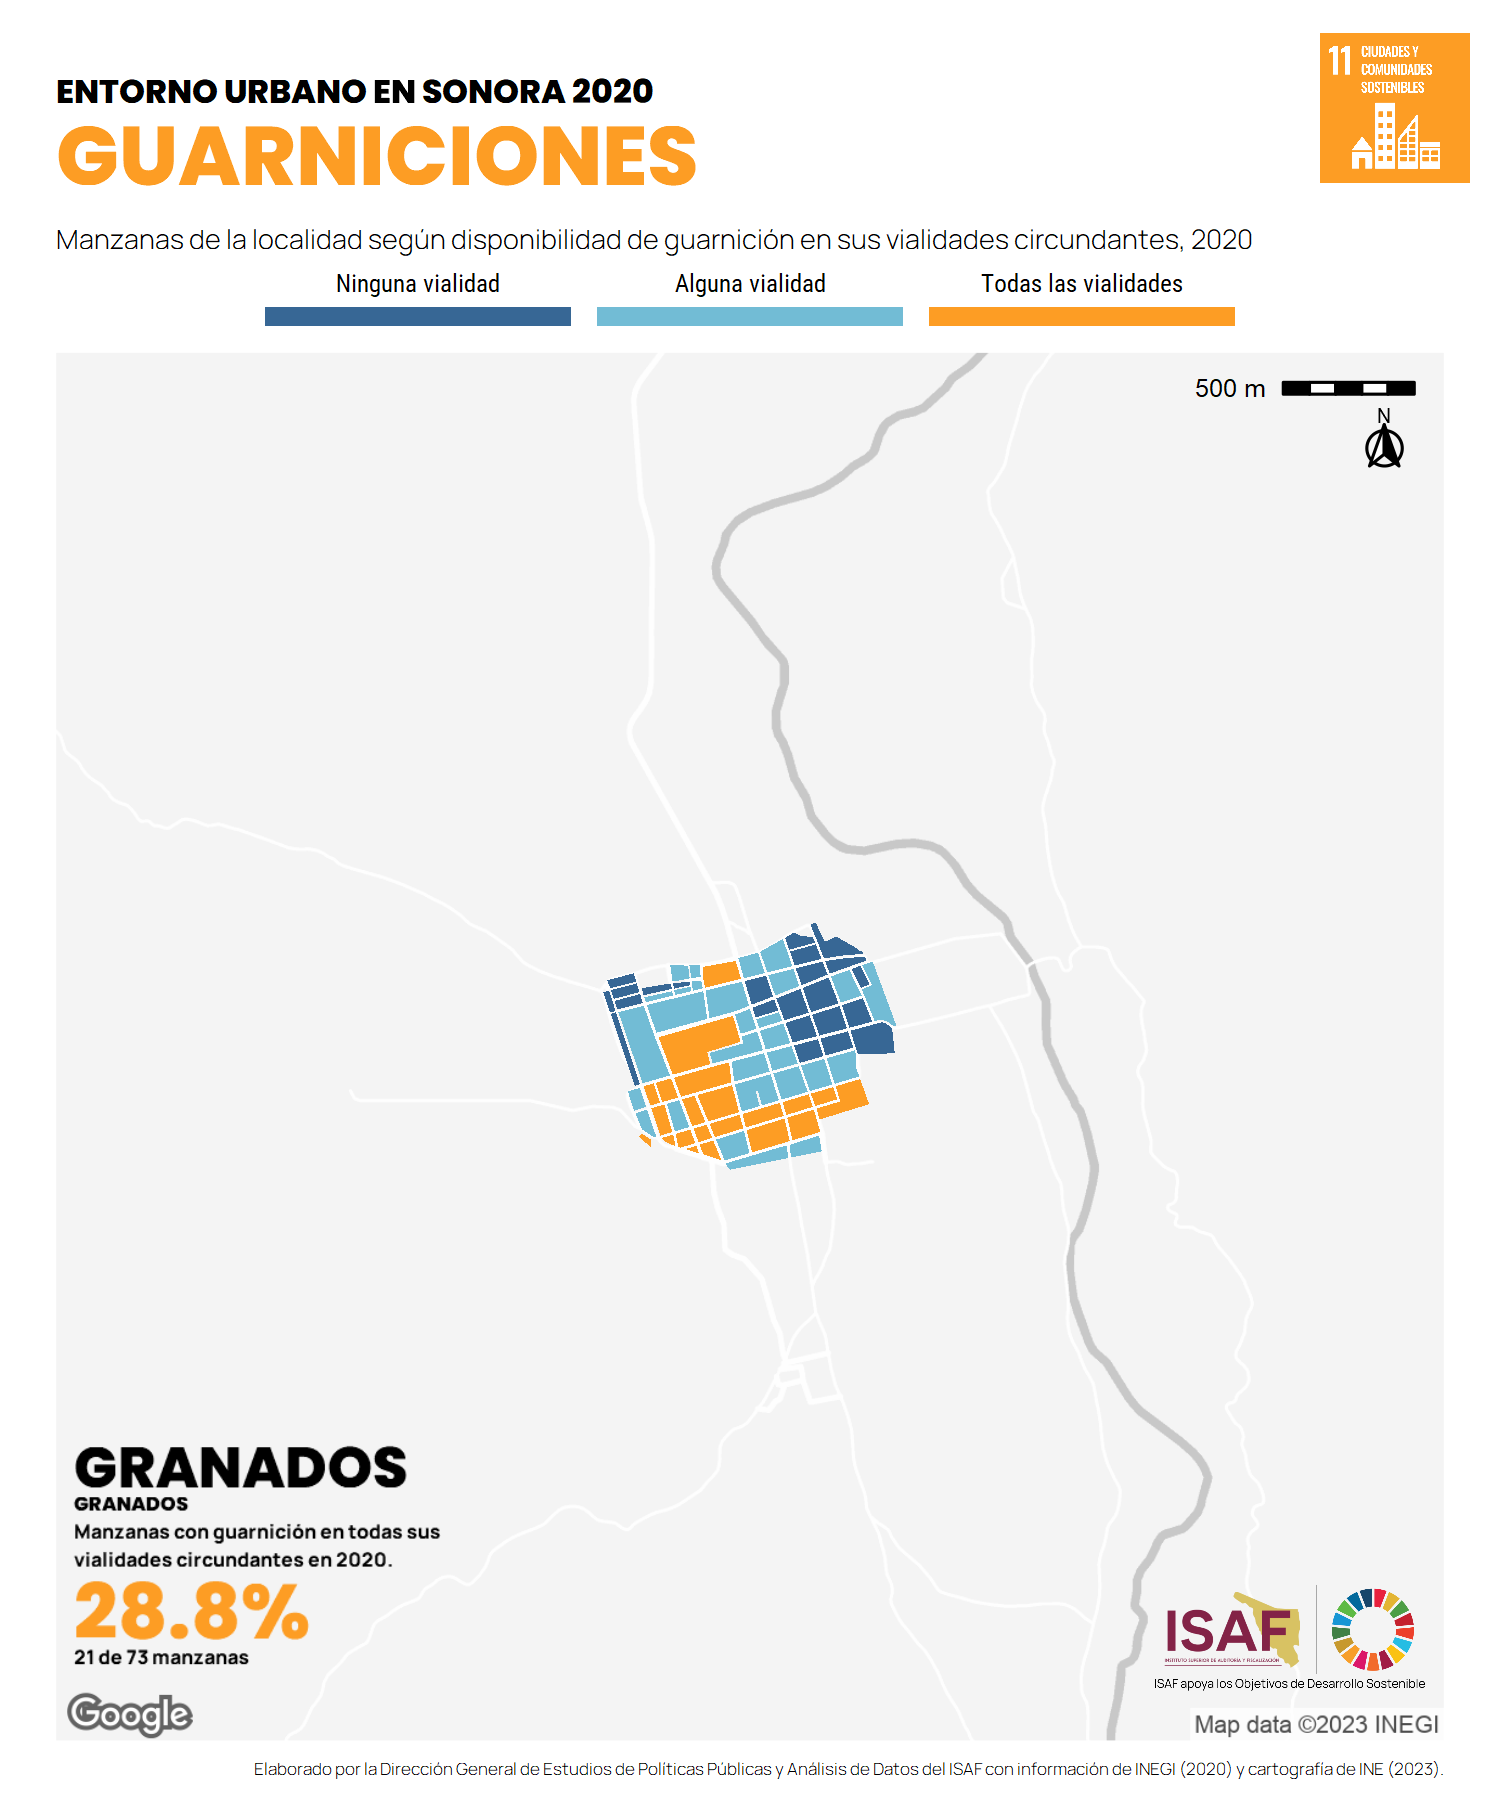 11 CIUDADES Y
COMUNIDADES
SOSTENIBLES
ENTORNO URBANO EN SONORA 2020
GUARNICIONES
Manzanas de la localidad según disponibilidad de guarnición en sus vialidades circundantes, 2020
Ninguna vialidad Alguna vialidad Todas las vialidades
500 m
N
GRANADOS
GRANADOS
Manzanas con guarnición en todas sus
vialidades circundantes en 2020.
28.8%
21 de 73 manzanas
ISAF
INSTITUTO SUPERIOR DE AUDITORÍA Y FISCALIZACIÓN
ISAF apoya los Objetivos de Desarrollo Sostenible
Google
Map data ©2023 INEGI
Elaborado por la Dirección General de Estudios de Políticas Públicas y Análisis de Datos del ISAF con información de INEGI (2020) y cartografía de INE (2023).